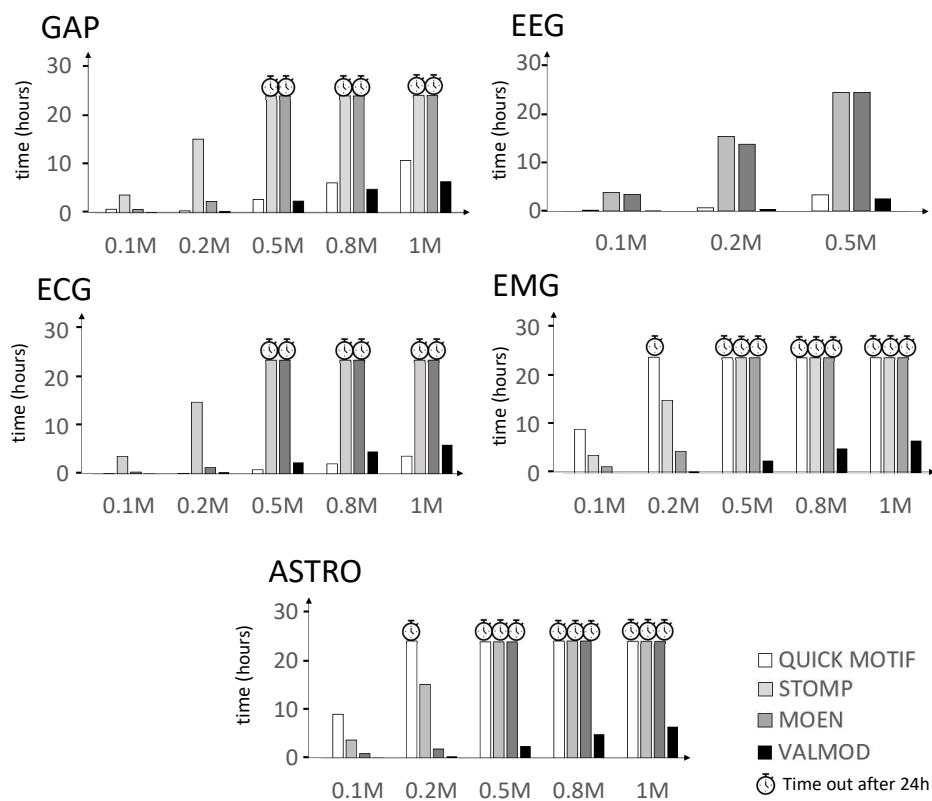 GAP
time (hours)
30
20
10
0
0.1M 0.2M 0.5M 0.8M 1M
EEG
time (hours)
30
20
10
0
0.1M 0.2M 0.5M
ECG
time (hours)
30
20
10
0
0.1M 0.2M 0.5M 0.8M 1M
EMG
time (hours)
30
20
10
0
0.1M 0.2M 0.5M 0.8M 1M
ASTRO
time (hours)
30
20
10
0
0.1M 0.2M 0.5M 0.8M 1M
QUICK MOTIF
STOMP
MOEN
VALMOD
Time out after 24h